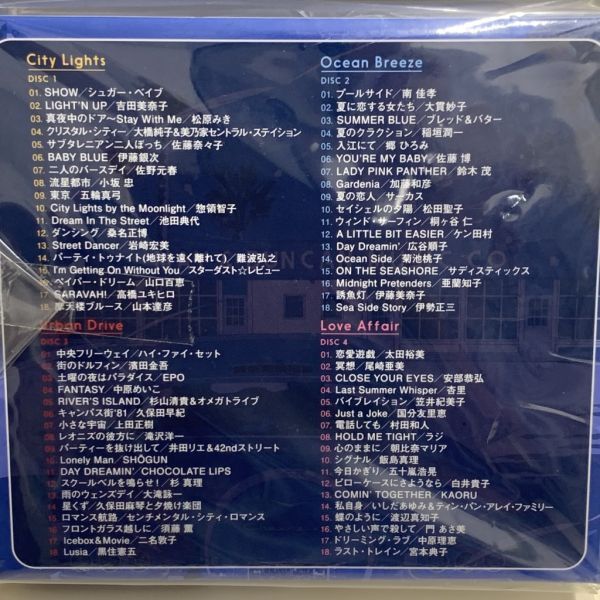 City Lights
DISC 1
01. SHOW／シュガー・ベイブ
02. LIGHT'N UP／吉田美奈子
03. 真夜中のドア〜Stay With Me／松原みき
04. クリスタル・シティー／大橋純子&美乃家セントラル・ステイション
05. サブタレニアン二人ぼっち／佐藤奈々子
06. BABY BLUE／伊藤銀次
07. 二人のバースデイ／佐野元春
08. 流星都市／小坂 忠
09. 東京／五輪真弓
10. City Lights by the Moonlight／惣領智子
11. Dream In The Street／池田典代
12. ダンシング／桑名正博
13. Street Dancer／岩崎宏美
14. パーティ・トゥナイト(地球を遠く離れて)／難波弘之
15. I'm Getting On Without You／スターダスト☆レビュー
16. ペイパー・ドリーム／山口百恵
17. SARAVAH!／高橋ユキヒロ
18. 摩天楼ブルース／山本達彦
Ocean Breeze
DISC 2
01. プールサイド／南 佳孝
02. 夏に恋する女たち／大貫妙子
03. SUMMER BLUE／ブレッド&バター
04. 夏のクラクション／稲垣潤一
05. 入江にて／郷 ひろみ
06. YOU'RE MY BABY／佐藤 博
07. LADY PINK PANTHER／鈴木 茂
08. Gardenia／加藤和彦
09. 夏の恋人／サーカス
10. セイシェルの夕陽／松田聖子
11. ウィンド・サーフィン／桐ヶ谷 仁
12. A LITTLE BIT EASIER／ケン田村
13. Day Dreamin'／広谷順子
14. Ocean Side／菊池桃子
15. ON THE SEASHORE／サディスティックス
16. Midnight Pretenders／亜蘭知子
17. 誘魚灯／伊藤美奈子
18. Sea Side Story／伊勢正三
Urban Drive
DISC 3
01. 中央フリーウェイ／ハイ・ファイ・セット
02. 街のドルフィン／濱田金吾
03. 土曜の夜はパラダイス／EPO
04. FANTASY／中原めいこ
05. RIVER'S ISLAND／杉山清貴&オメガトライブ
06. キャンパス街'81／久保田早紀
07. 小さな宇宙／上田正樹
08. レオニズの彼方に／滝沢洋一
09. パーティーを抜け出して／井田リエ&42ndストリート
10. Lonely Man／SHŌGUN
11. DAY DREAMIN'／CHOCOLATE LIPS
12. スクールベルを鳴らせ!／杉 真理
13. 雨のウェンズデイ／大滝詠一
14. 星くず／久保田麻琴と夕焼け楽団
15. ロマンス航路／センチメンタル・シティ・ロマンス
16. フロントガラス越しに／須藤 薫
17. Icebox&Movie／二名敦子
18. Lusia／黒住憲五
Love Affair
DISC 4
01. 恋愛遊戯／太田裕美
02. 冥想／尾崎亜美
03. CLOSE YOUR EYES／安部恭弘
04. Last Summer Whisper／杏里
05. バイブレイション／笠井紀美子
06. Just a Joke／国分友里恵
07. 電話しても／村田和人
08. HOLD ME TIGHT／ラジ
09. 心のままに／朝比奈マリア
10. シグナル／飯島真理
11. 今日かぎり／五十嵐浩晃
12. ピローケースにさようなら／白井貴子
13. COMIN' TOGETHER／KAORU
14. 私自身／いしだあゆみ&ティン・パン・アレイ・ファミリー
15. 蝶のように／渡辺真知子
16. やさしい声で殺して／門 あさ美
17. ドリーミング・ラブ／中原理恵
18. ラスト・トレイン／宮本典子